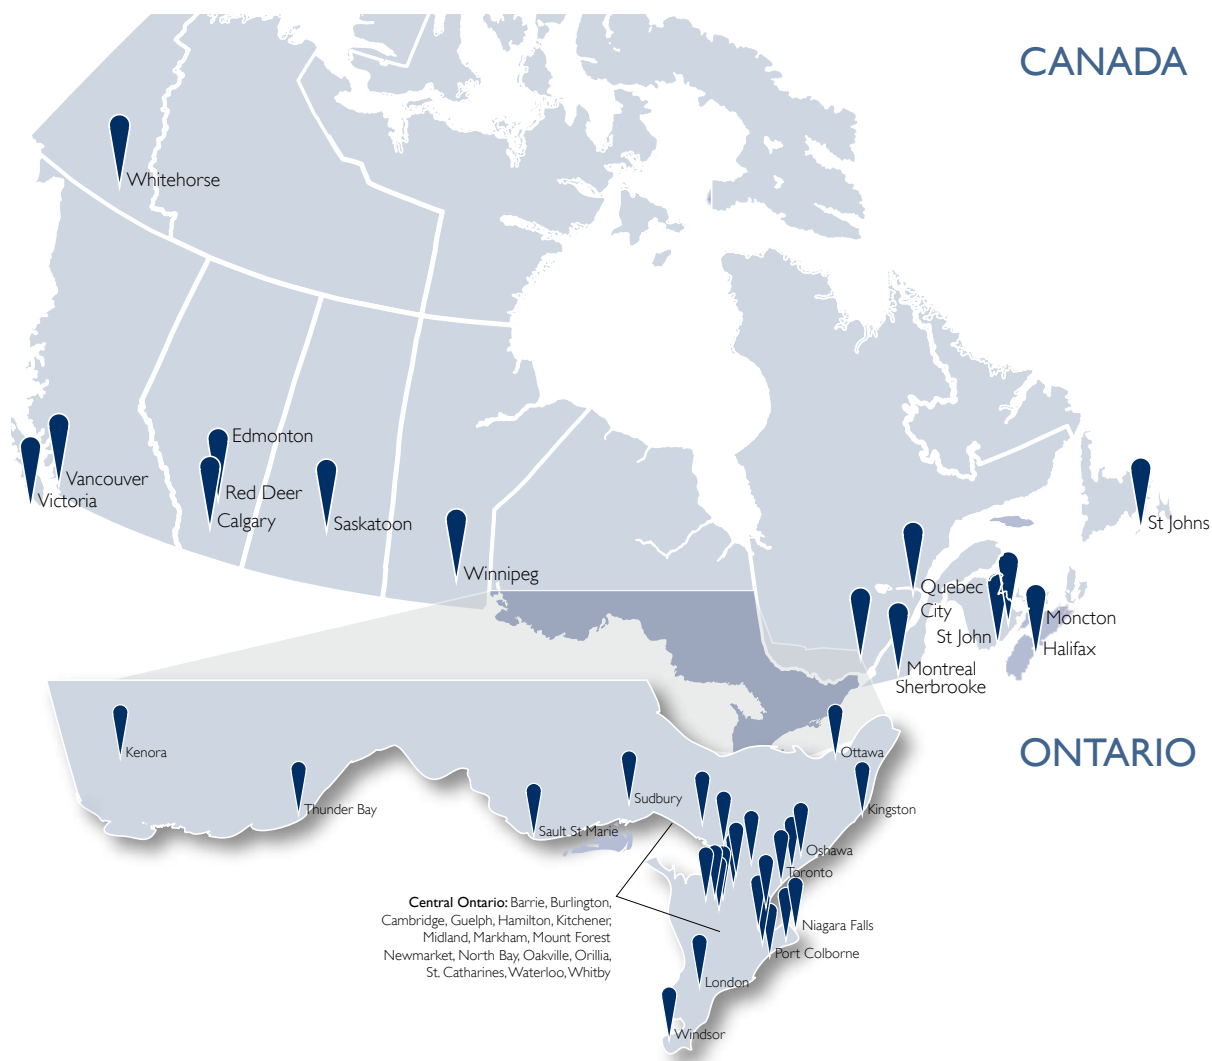 CANADA
Whitehorse
Edmonton
Vancouver
Red Deer
Victoria
Calgary
Saskatoon
St Johns
Winnipeg
Quebec
City
Moncton
St John
Halifax
Montreal
Sherbrooke
ONTARIO
Kenora
Ottawa
Sudbury
Thunder Bay
Kingston
Sault St Marie
Oshawa
Toronto
Central Ontario: Barrie, Burlington,
Cambridge, Guelph, Hamilton, Kitchener,
Midland, Markham, Mount Forest
Newmarket, North Bay, Oakville, Orillia,
St. Catharines, Waterloo, Whitby
Niagara Falls
Port Colborne
London
Windsor